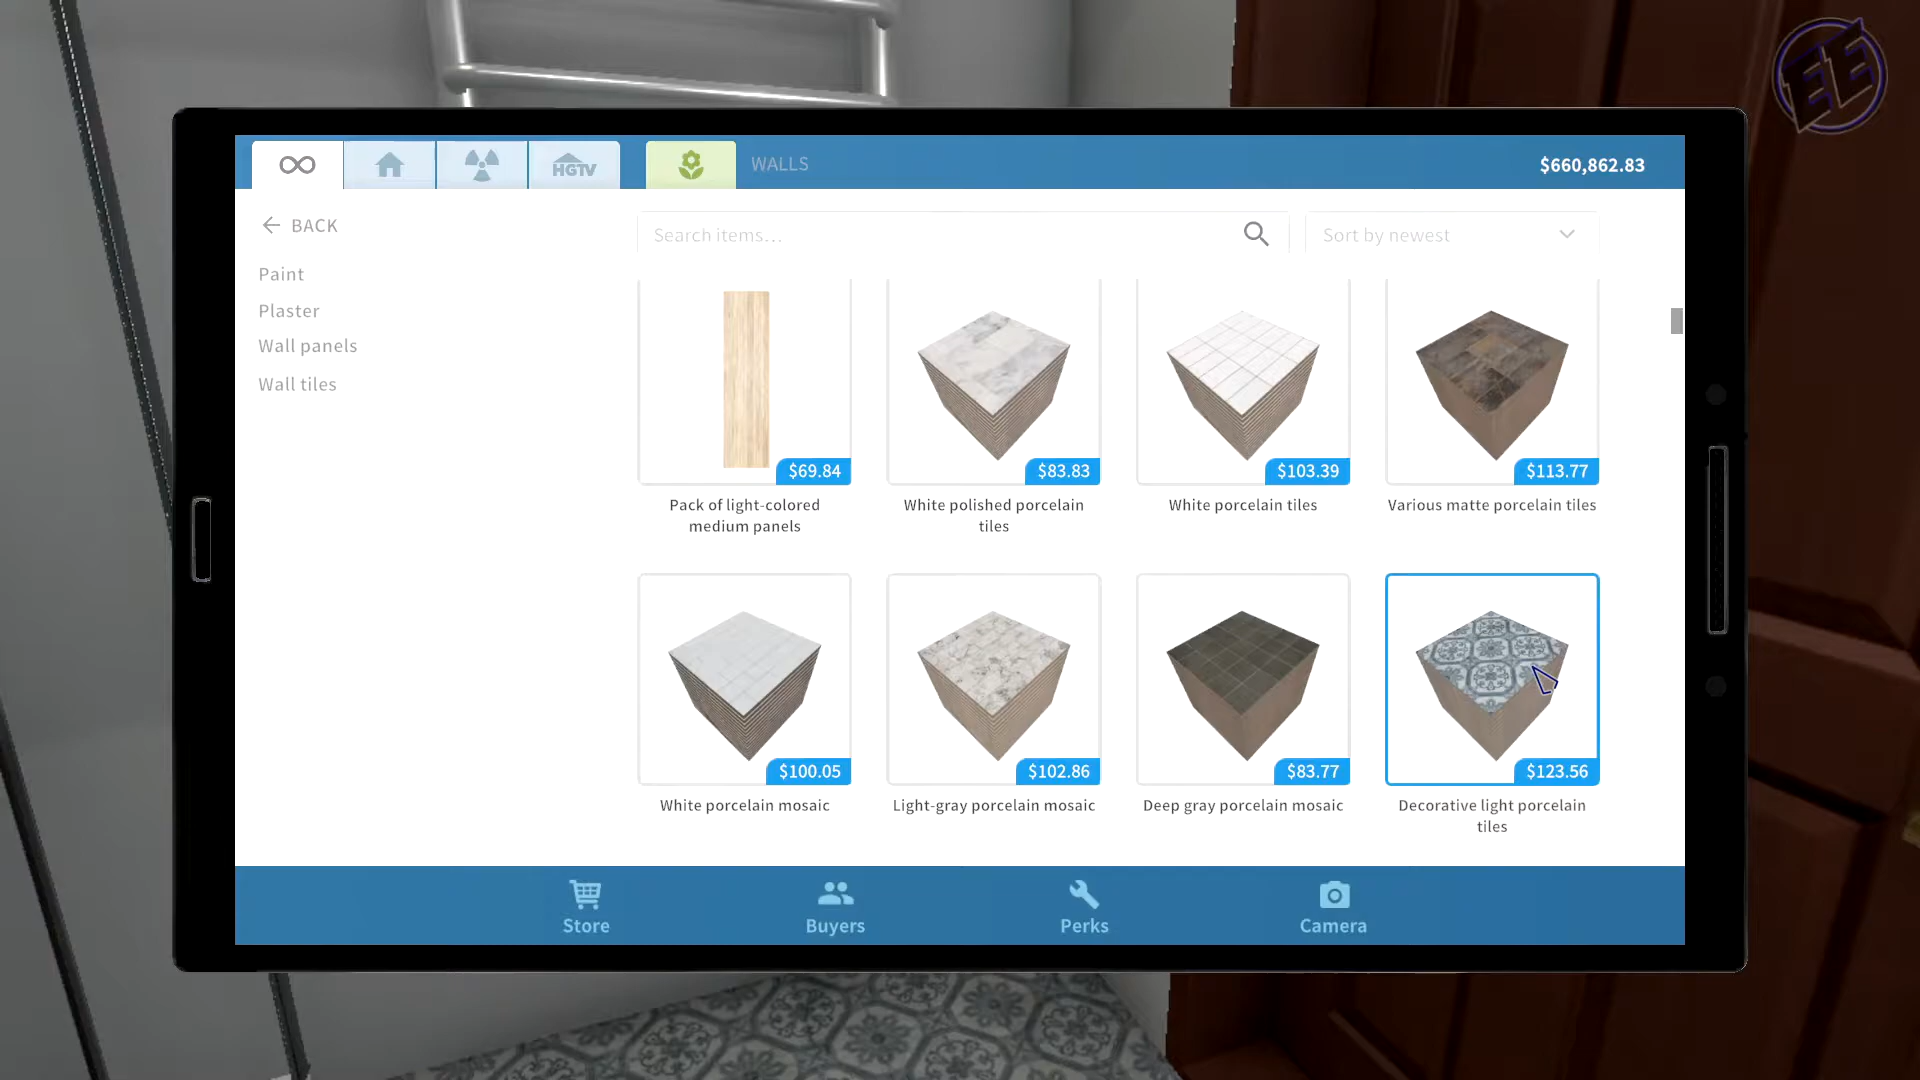 EE
HGTV
WALLS
$660,862.83
BACK
Search items...
Sort by newest
Paint
Plaster
Wall panels
Wall tiles
$69.84
$83.83
$103.39
$113.77
Pack of light-colored
medium panels
White polished porcelain
tiles
White porcelain tiles
Various matte porcelain tiles
$100.05
$102.86
$83.77
$123.56
White porcelain mosaic
Light-gray porcelain mosaic
Deep gray porcelain mosaic
Decorative light porcelain
tiles
Store
Buyers
Perks
Camera